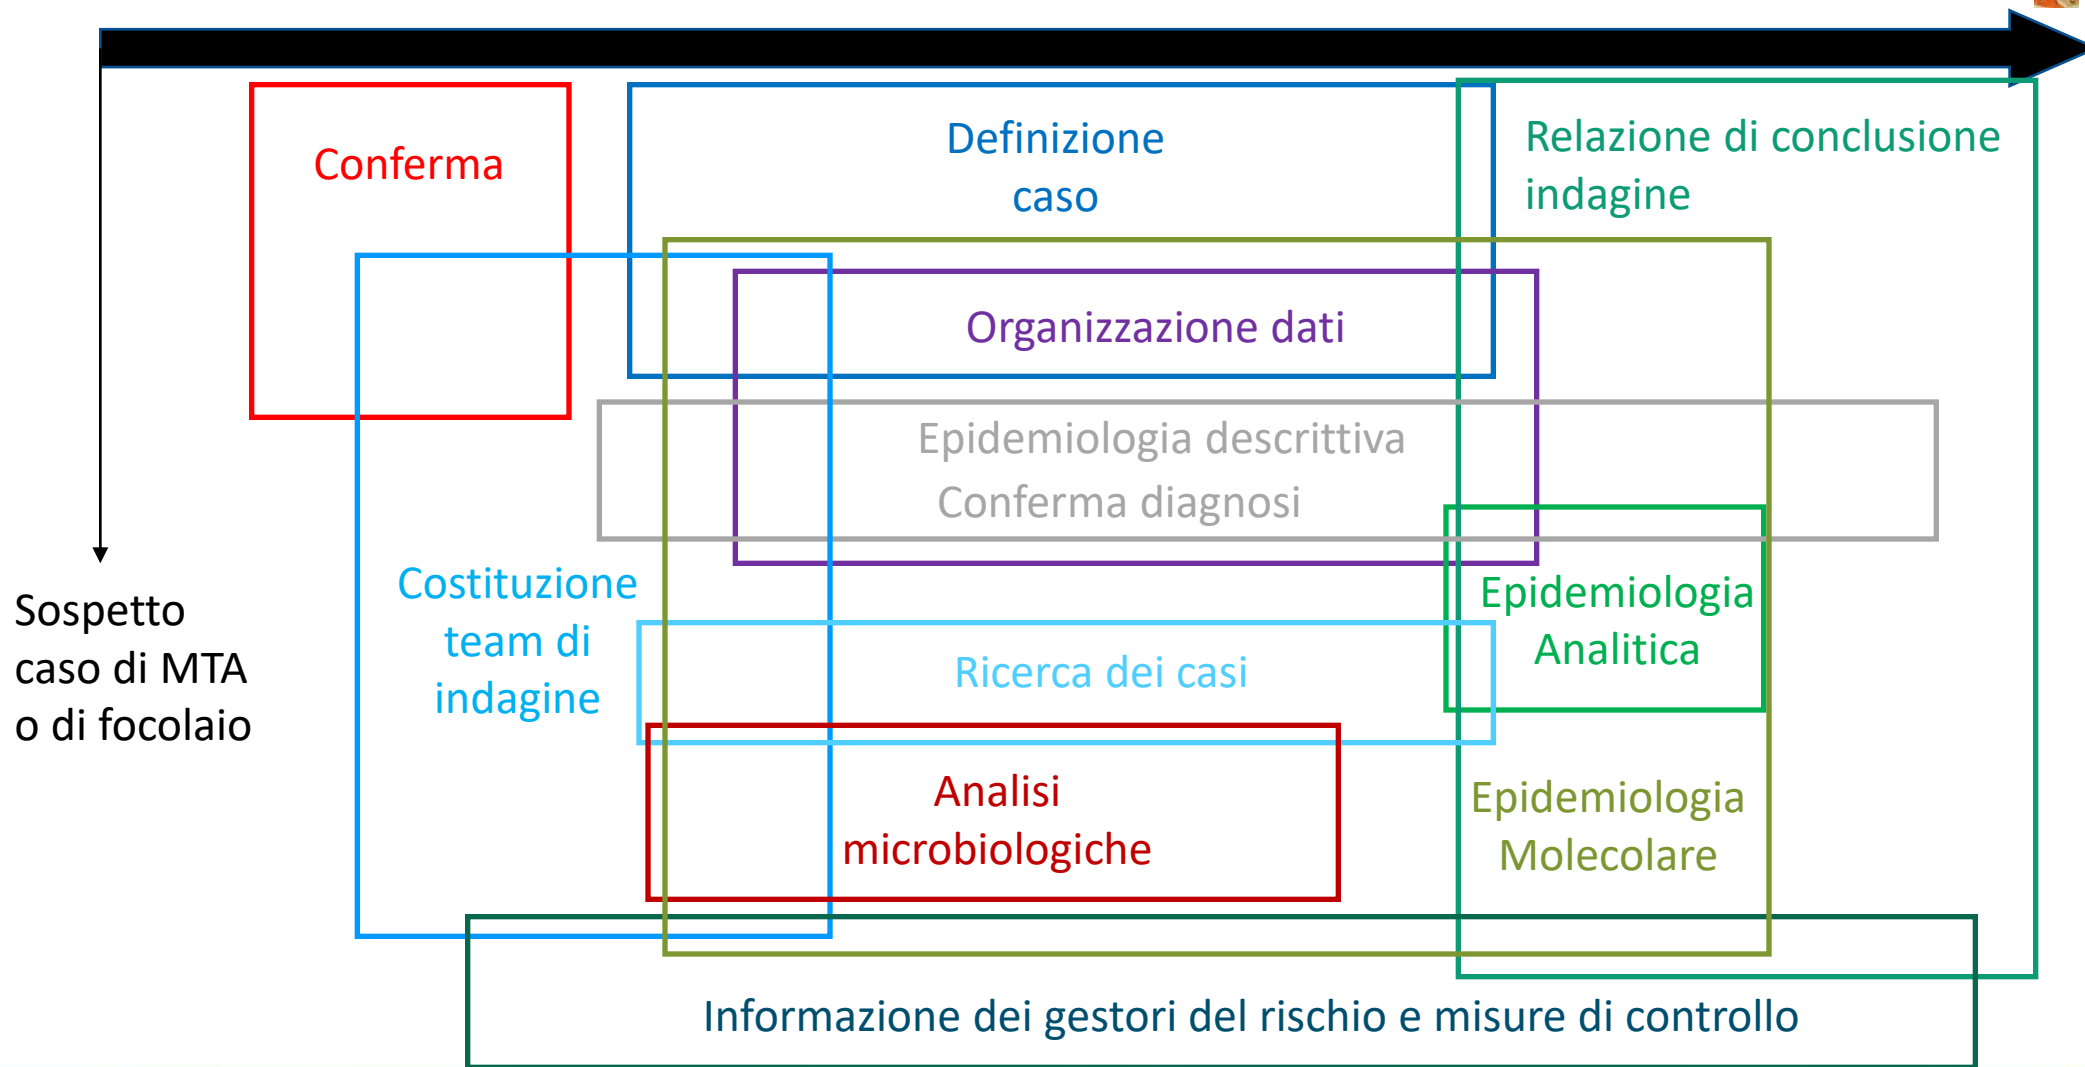 Conferma
Definizione
caso
Relazione di conclusione
indagine
Organizzazione dati
Epidemiologia descrittiva
Conferma diagnosi
Sospetto
caso di MTA
o di focolaio
Costituzione
team di
indagine
Ricerca dei casi
Epidemiologia
Analitica
Analisi
microbiologiche
Epidemiologia
Molecolare
Informazione dei gestori del rischio e misure di controllo